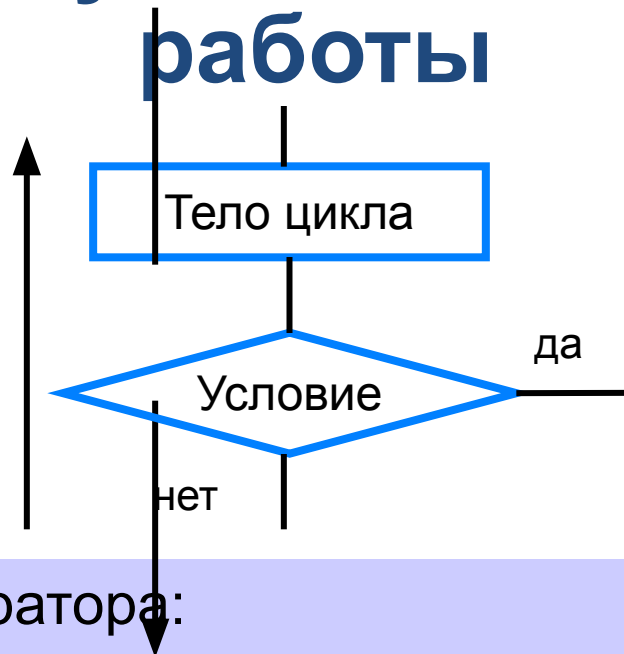 работы
Тело цикла
да
Условие
нет
ратора: